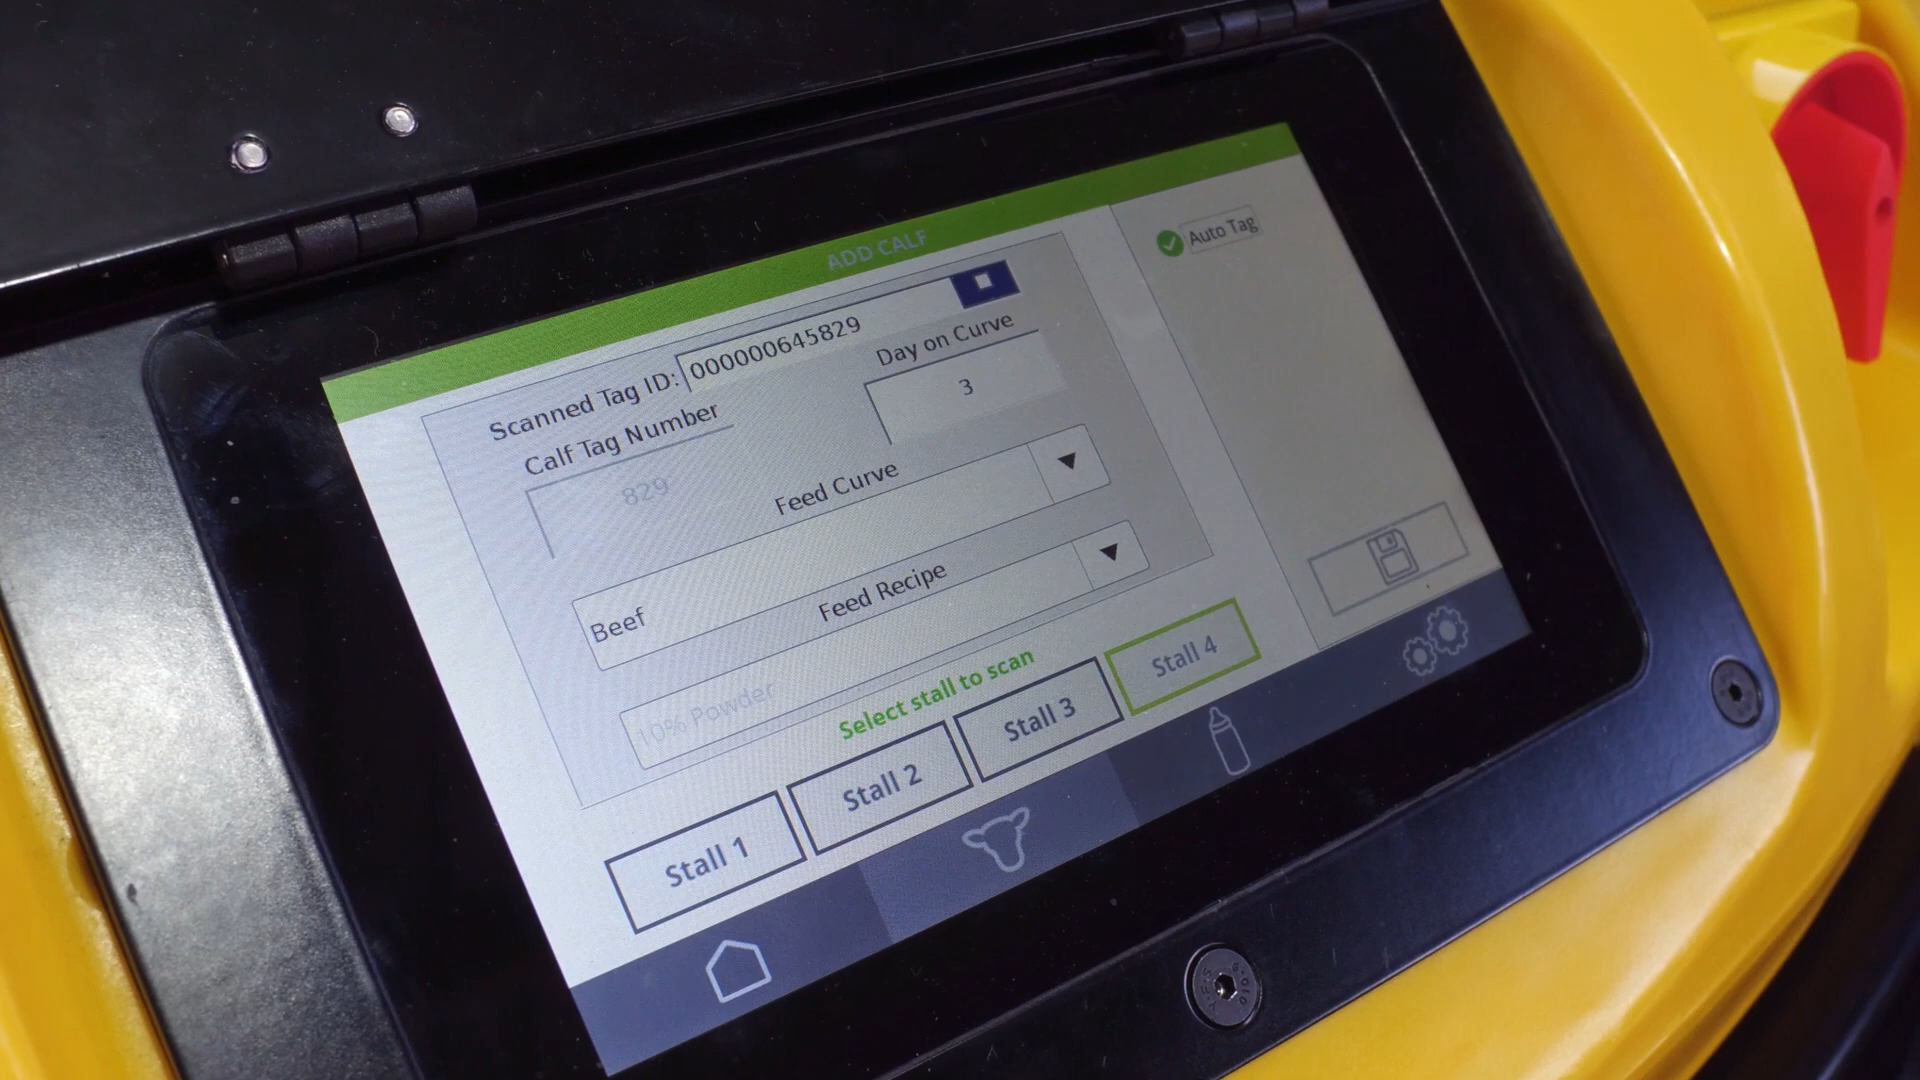 ADD CALF
Scanned Tag ID: 000000645829
Auto Tag
Calf Tag Number
Day on Curve
829
3
Feed Curve
Beef
Feed Recipe
10% Powder
Select stall to scan
Stall 1
Stall 2
Stall 3
Stall 4